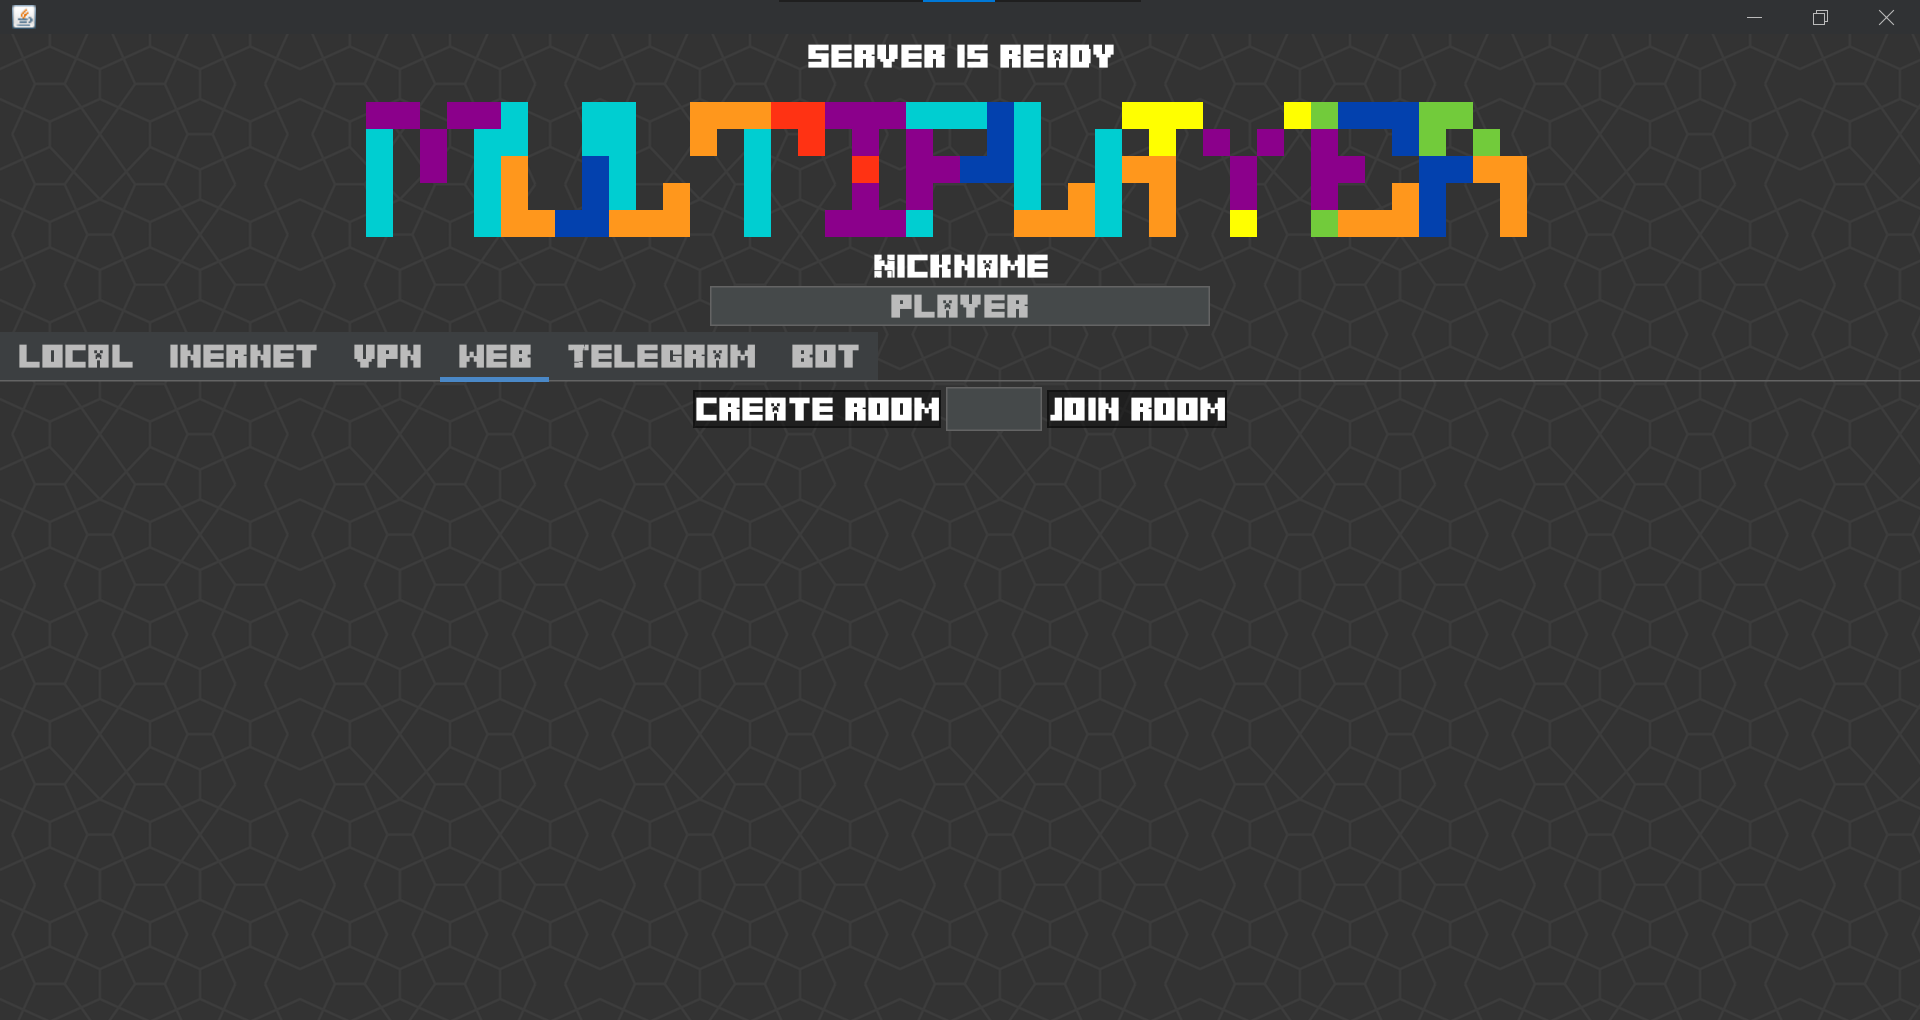 SERVER IS READY
MULTIPLAYER
NICKNAME
PLAYER
LOCAL INERNET VPN WEB TELEGRAM BOT
CREATE ROOM JOIN ROOM